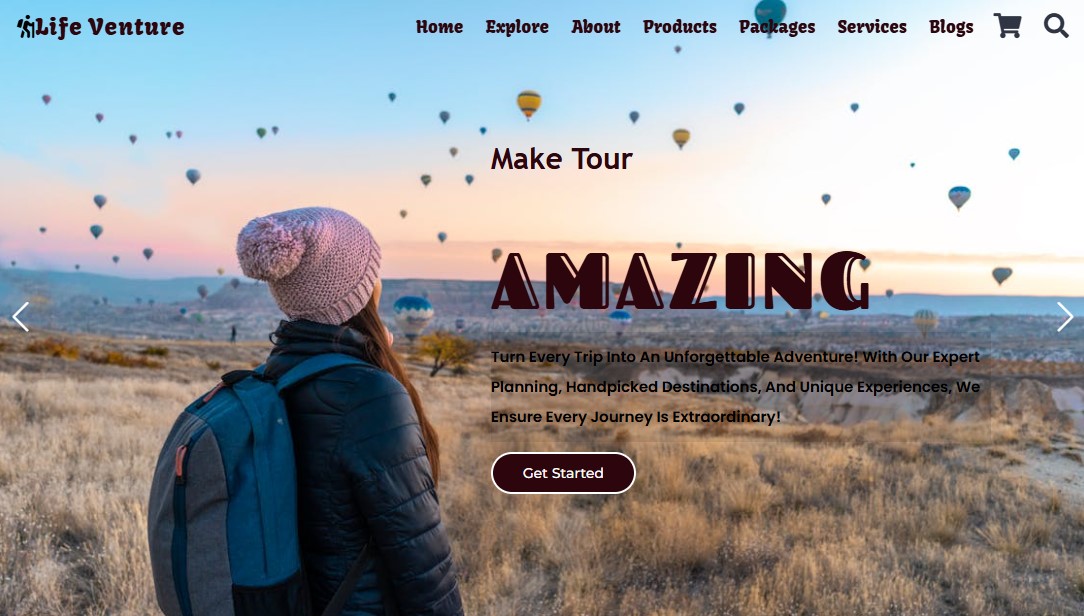 Life Venture
Home Explore About Products Packages Services Blogs
Make Tour
AMAZING
Turn Every Trip Into An Unforgettable Adventure! With Our Expert
Planning, Handpicked Destinations, And Unique Experiences, We
Ensure Every Journey Is Extraordinary!
Get Started